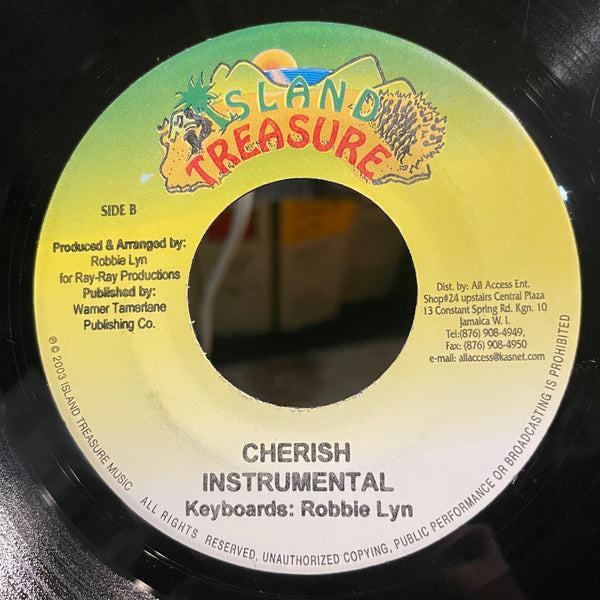 ISLAND
TREASURE
SIDE B
Produced & Arranged by:
Robbie Lyn
for Ray-Ray Productions
Published by:
Warner Tamerlane
Publishing Co.
Dist. by: All Access Ent.
Shop#24 upstairs Central Plaza
13 Constant Spring Rd. Kgn. 10
Jamaica W. I.
Tel:(876) 908-4949,
Fax: (876) 908-4950
e-mail: allaccess@kasnet.com
CHERISH
INSTRUMENTAL
Keyboards: Robbie Lyn
℗ © 2003 ISLAND TREASURE MUSIC ALL RIGHTS RESERVED, UNAUTHORIZED COPYING, PUBLIC PERFORMANCE OR BROADCASTING IS PROHIBITED